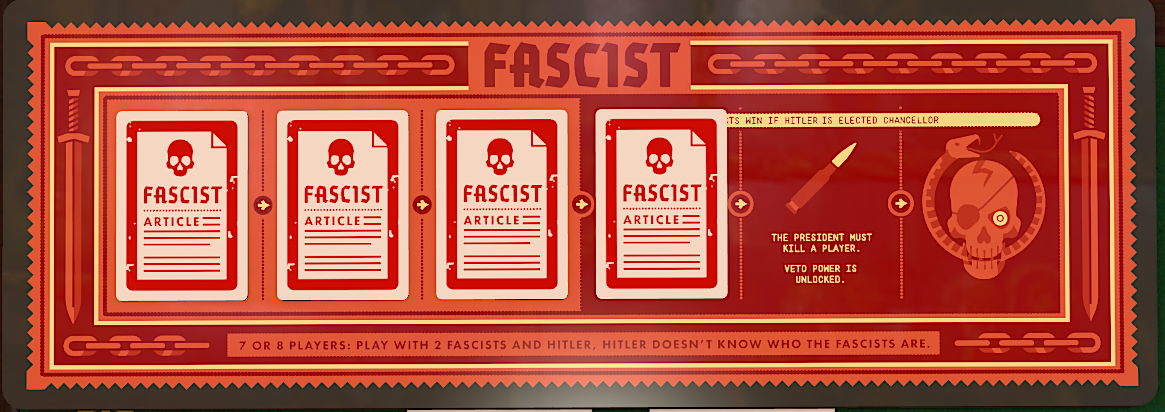 FASCIST
TS WIN IF HITLER IS ELECTED CHANCELLOR
FASCIST
ARTICLE
FASCIST
ARTICLE
FASCIST
ARTICLE
FASCIST
ARTICLE
THE PRESIDENT MUST
KILL A PLAYER.
VETO POWER IS
UNLOCKED.
7 OR 8 PLAYERS: PLAY WITH 2 FASCISTS AND HITLER, HITLER DOESN'T KNOW WHO THE FASCISTS ARE.